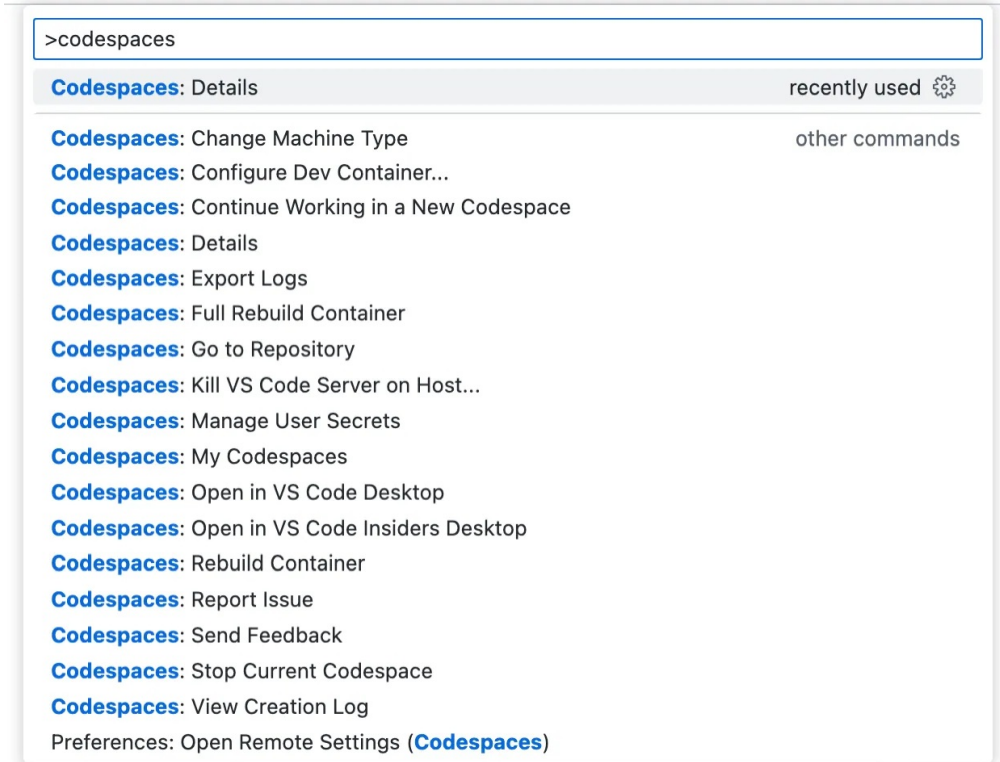 >codespaces
Codespaces: Details recently used
Codespaces: Change Machine Type other commands
Codespaces: Configure Dev Container...
Codespaces: Continue Working in a New Codespace
Codespaces: Details
Codespaces: Export Logs
Codespaces: Full Rebuild Container
Codespaces: Go to Repository
Codespaces: Kill VS Code Server on Host...
Codespaces: Manage User Secrets
Codespaces: My Codespaces
Codespaces: Open in VS Code Desktop
Codespaces: Open in VS Code Insiders Desktop
Codespaces: Rebuild Container
Codespaces: Report Issue
Codespaces: Send Feedback
Codespaces: Stop Current Codespace
Codespaces: View Creation Log
Preferences: Open Remote Settings (Codespaces)